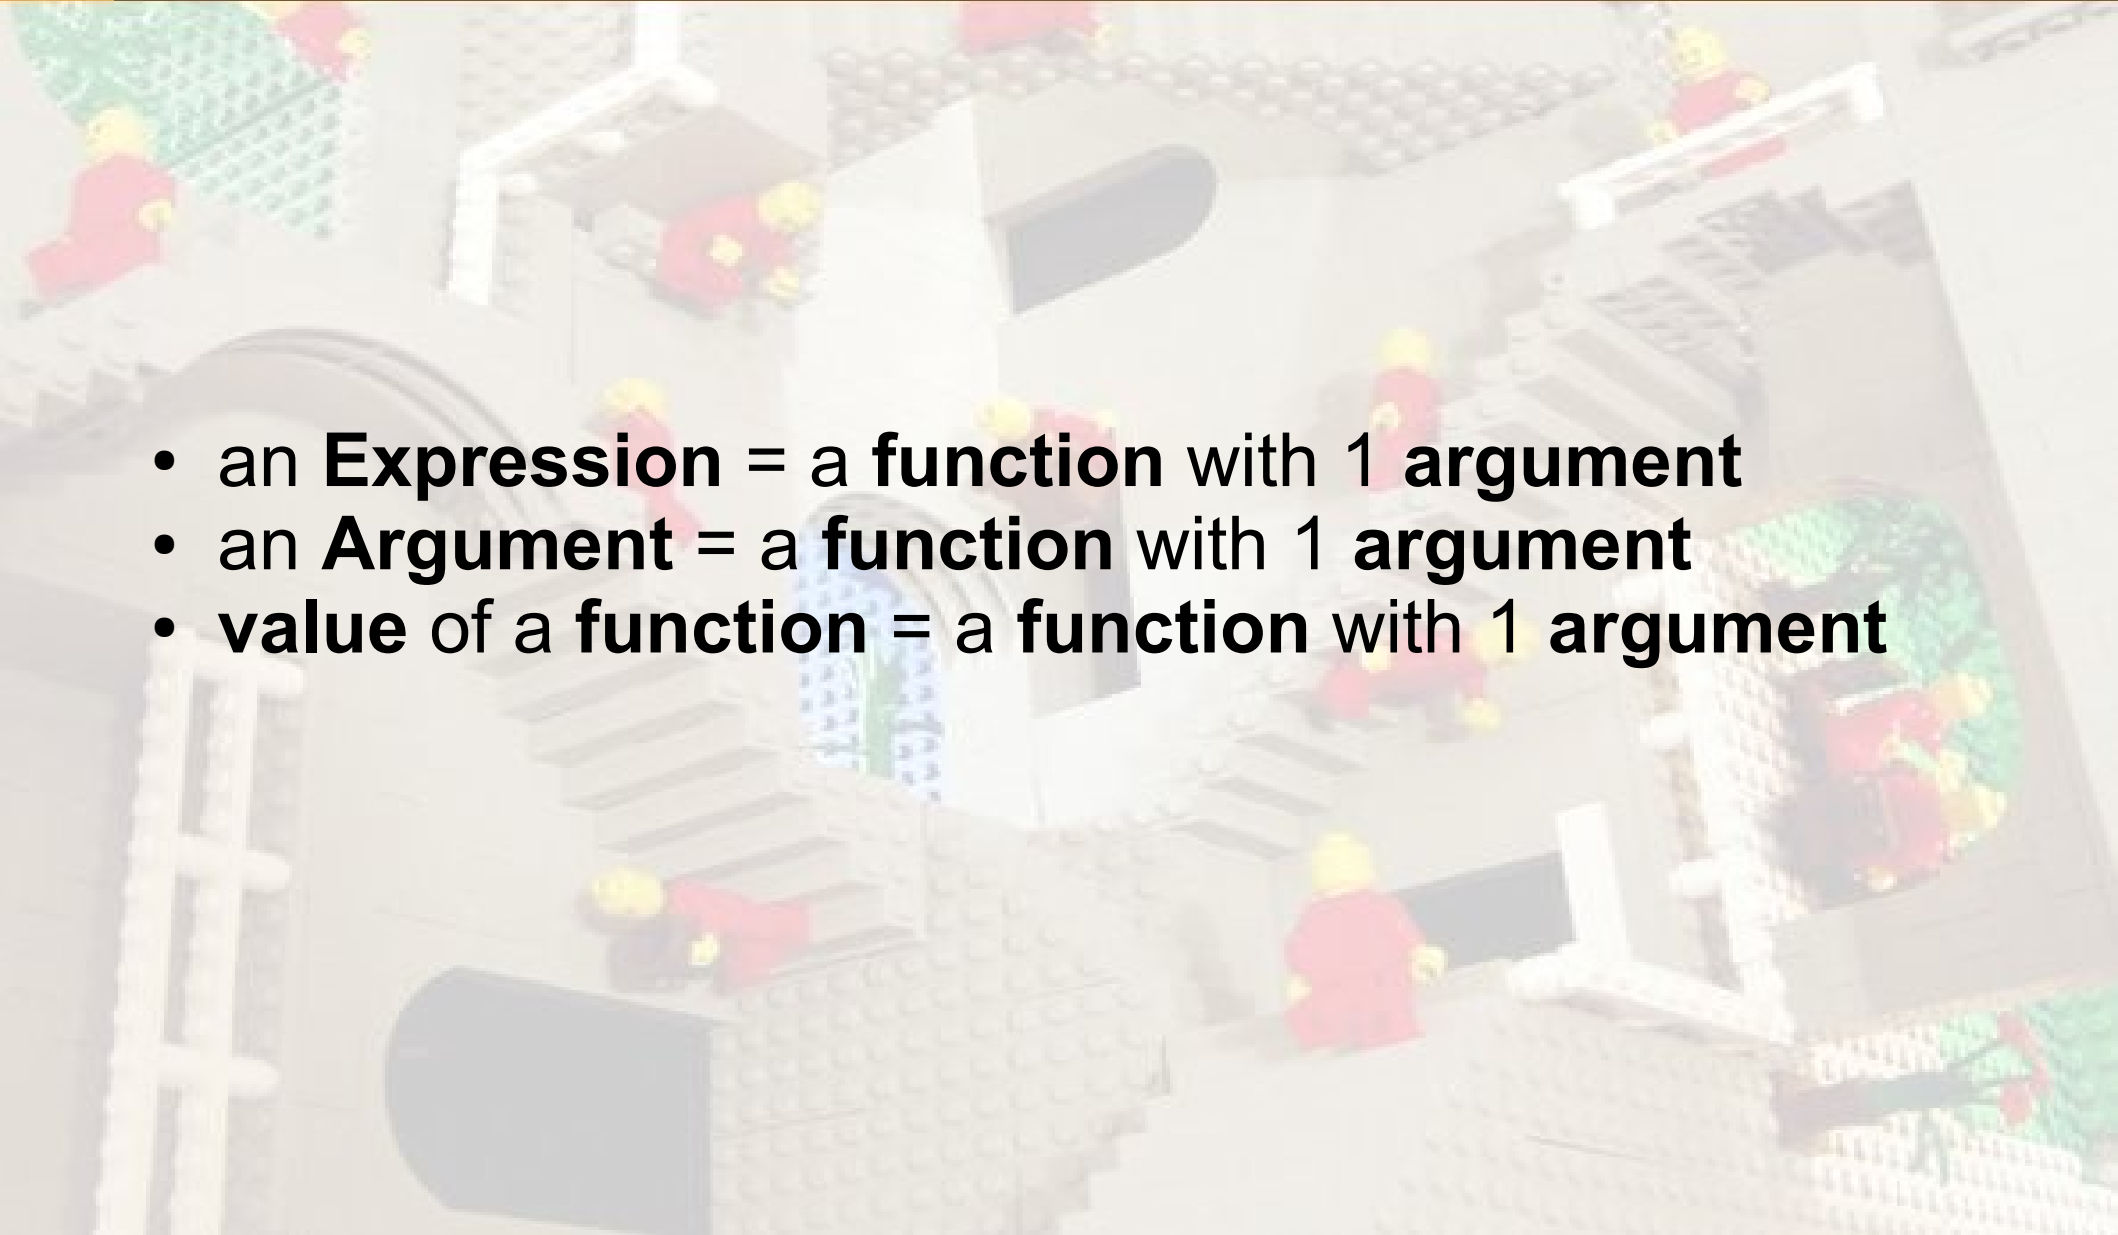 • an Expression = a function with 1 argument
• an Argument = a function with 1 argument
• value of a function = a function with 1 argument